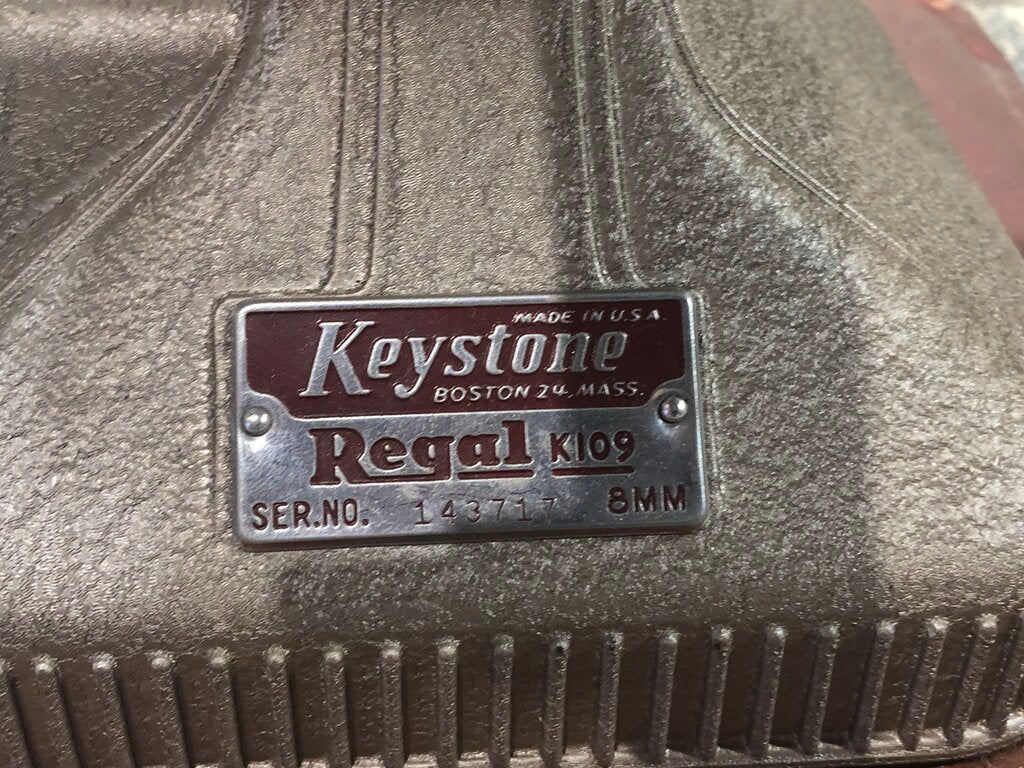 MADE IN U.S.A.
Keystone
BOSTON 24, MASS.
Regal K109
SER.NO. 143717 8MM